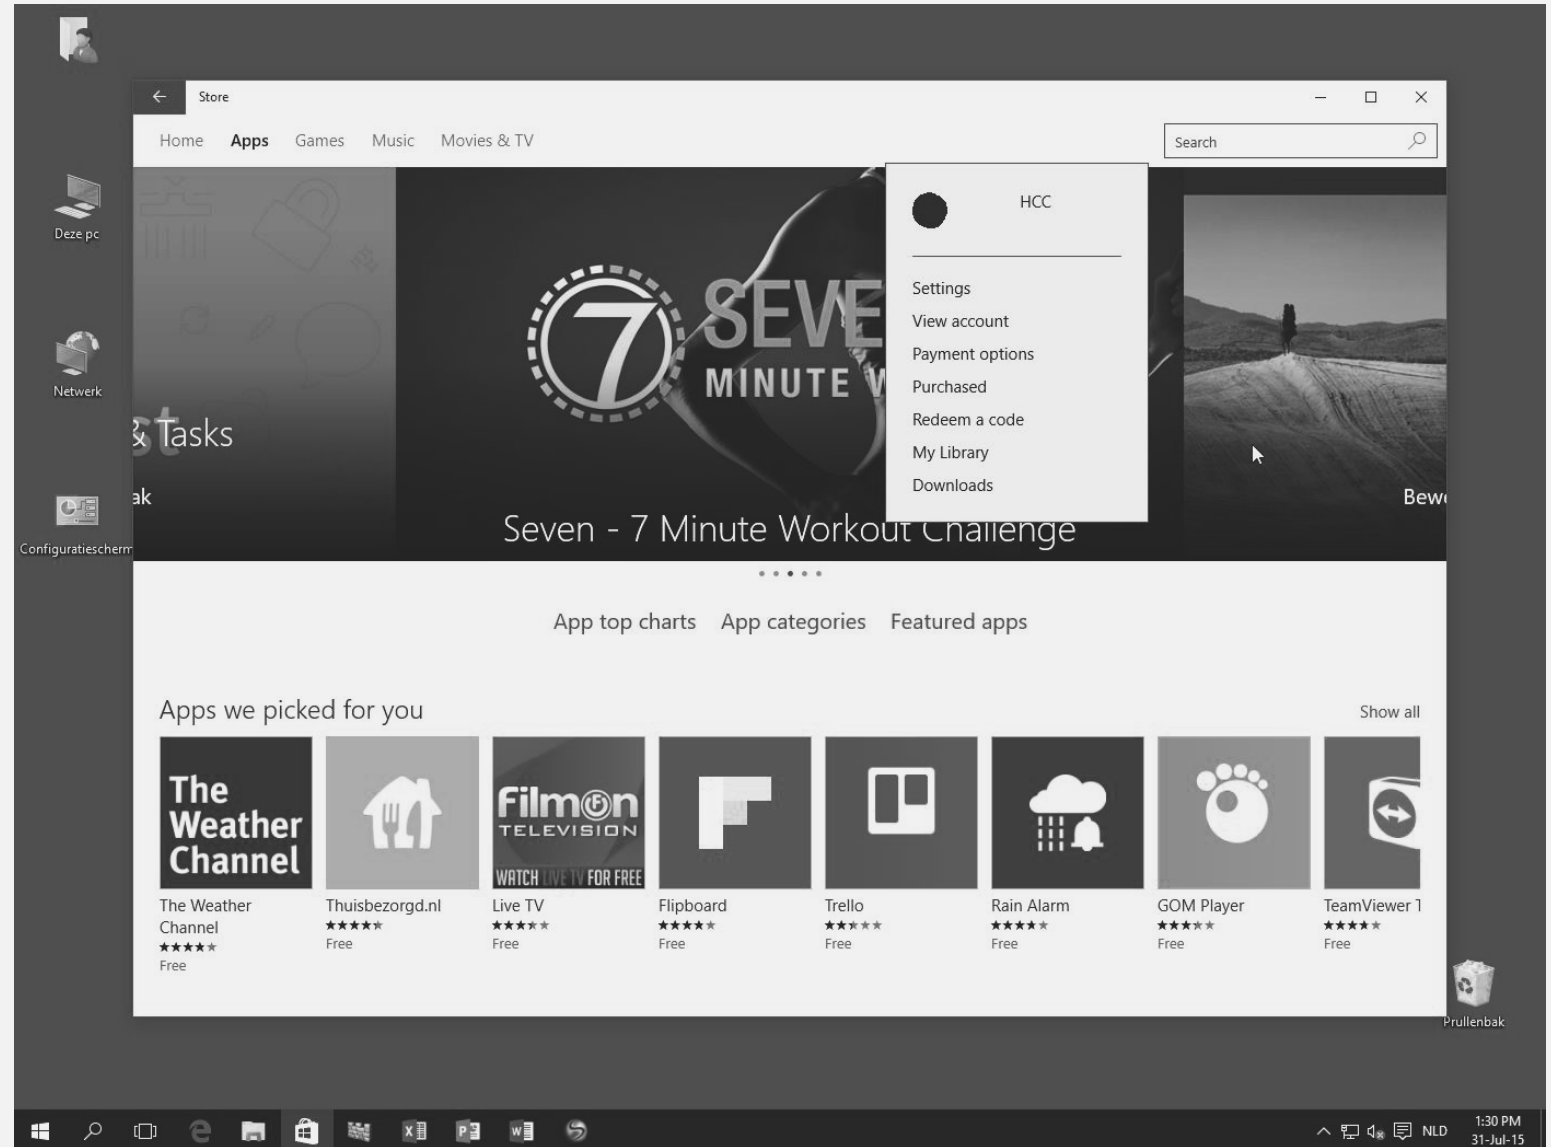 Store
Home Apps Games Music Movies & TV
Search
HCC
Settings
View account
Payment options
Purchased
Redeem a code
My Library
Downloads
& Tasks
ak
7 SEVE
MINUTE W
Seven - 7 Minute Workout Challenge
Bewe
App top charts App categories Featured apps
Apps we picked for you
Show all
The
Weather
Channel
Filmon
TELEVISION
WATCH LIVE TV FOR FREE
The Weather
Channel
Free
Thuisbezorgd.nl
Free
Live TV
Free
Flipboard
Free
Trello
Free
Rain Alarm
Free
GOM Player
Free
TeamViewer
Free
Deze pc
Netwerk
Configuratiescherm
Prullenbak
NLD
1:30 PM
31-Jul-15